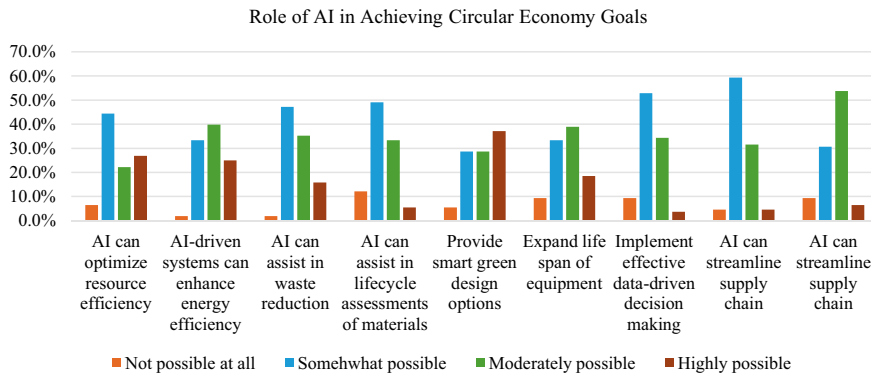 Role of AI in Achieving Circular Economy Goals
70.0%
60.0%
50.0%
40.0%
30.0%
20.0%
10.0%
0.0%
AI can
optimize
resource
efficiency
AI-driven
systems can
enhance
energy
efficiency
AI can
assist in
waste
reduction
AI can
assist in
lifecycle
assessments
of materials
Provide
smart green
design
options
Expand life
span of
equipment
Implement
effective
data-driven
decision
making
AI can
streamline
supply
chain
AI can
streamline
supply
chain
Not possible at all
Somehwhat possible
Moderately possible
Highly possible